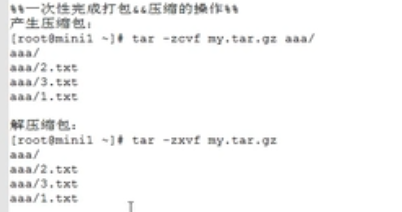 %%一次性完成打包&&压缩的操作%%
产生压缩包：
[root@mini1 ~]# tar -zcvf my.tar.gz aaa/
aaa/
aaa/2.txt
aaa/3.txt
aaa/1.txt
解压缩包：
[root@mini1 ~]# tar -zxvf my.tar.gz
aaa/
aaa/2.txt
aaa/3.txt
aaa/1.txt